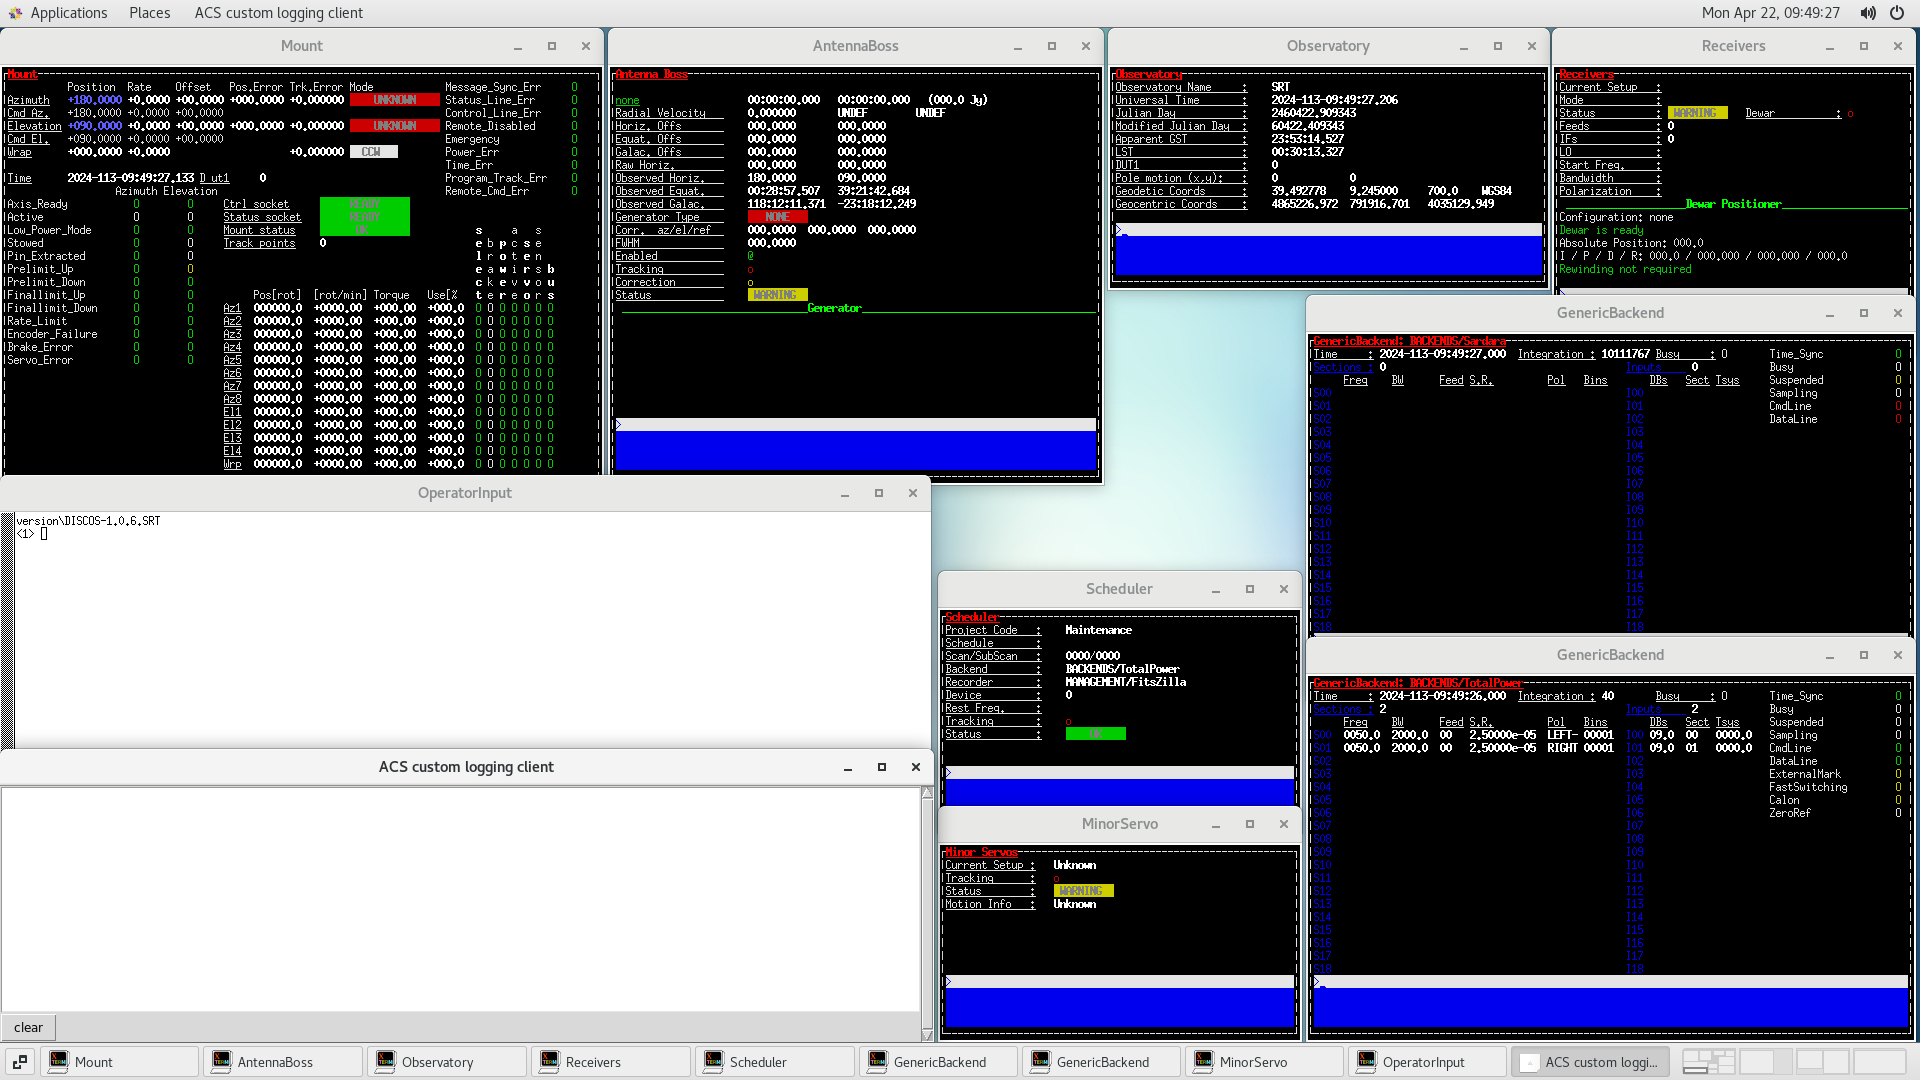 Applications Places ACS custom logging client Mon Apr 22, 09:49:27
Mount
Mount
Position Rate Offset Pos.Error Trk.Error Mode
Azimuth +180.0000 +0.0000 +00.0000 +000.0000 +0.000000 UNKNOWN
Cmd Az. +180.0000 +0.0000 +00.0000
Elevation +090.0000 +0.0000 +00.0000 +000.0000 +0.000000 UNKNOWN
Cmd El. +090.0000 +0.0000 +00.0000
Wrap +000.0000 +0.0000 +0.000000 CCW
Time 2024-113-09:49:27.133 D_ut1 0
Azimuth Elevation
Message_Sync_Err 0
Status_Line_Err 0
Control_Line_Err 0
Remote_Disabled 0
Emergency 0
Power_Err 0
Time_Err 0
Program_Track_Err 0
Remote_Cmd_Err 0
Axis_Ready 0 0
Active 0 0
Low_Power_Mode 0 0
Stowed 0 0
Pin_Extracted 0 0
Prelimit_Up 0 0
Prelimit_Down 0 0
Finallimit_Up 0 0
Finallimit_Down 0 0
Rate_Limit 0 0
Encoder_Failure 0 0
Brake_Error 0 0
Servo_Error 0 0
Ctrl socket READY
Status socket READY
Mount status OK
Track points 0
Pos[rot] [rot/min] Torque Use[%
Az1 000000.0 +0000.00 +000.00 +000.0 0 0 0 0 0 0 0
Az2 000000.0 +0000.00 +000.00 +000.0 0 0 0 0 0 0 0
Az3 000000.0 +0000.00 +000.00 +000.0 0 0 0 0 0 0 0
Az4 000000.0 +0000.00 +000.00 +000.0 0 0 0 0 0 0 0
Az5 000000.0 +0000.00 +000.00 +000.0 0 0 0 0 0 0 0
Az6 000000.0 +0000.00 +000.00 +000.0 0 0 0 0 0 0 0
Az7 000000.0 +0000.00 +000.00 +000.0 0 0 0 0 0 0 0
Az8 000000.0 +0000.00 +000.00 +000.0 0 0 0 0 0 0 0
El1 000000.0 +0000.00 +000.00 +000.0 0 0 0 0 0 0 0
El2 000000.0 +0000.00 +000.00 +000.0 0 0 0 0 0 0 0
El3 000000.0 +0000.00 +000.00 +000.0 0 0 0 0 0 0 0
El4 000000.0 +0000.00 +000.00 +000.0 0 0 0 0 0 0 0
Wrp 000000.0 +0000.00 +000.00 +000.0 0 0 0 0 0 0 0
AntennaBoss
Antenna Boss
none 00:00:00.000 00:00:00.000 (000.0 Jy)
Radial Velocity 0.000000 UNDEF UNDEF
Horiz. Offs 000.0000 000.0000
Equat. Offs 000.0000 000.0000
Galac. Offs 000.0000 000.0000
Raw Horiz. 000.0000 000.0000
Observed Horiz. 180.0000 090.0000
Observed Equat. 00:28:57.507 39:21:42.684
Observed Galac. 118:12:11.371 -23:18:12.249
Generator Type NONE
Corr. az/el/ref 000.0000 000.0000 000.0000
FWHM 000.0000
Enabled @
Tracking o
Correction o
Status WARNING
Generator
>
Observatory
Observatory
Observatory Name : SRT
Universal Time : 2024-113-09:49:27.206
Julian Day : 2460422.909343
Modified Julian Day : 60422.409343
Apparent GST : 23:53:14.527
LST : 00:30:13.327
DUT1 : 0
Pole motion (x,y): : 0 0
Geodetic Coords : 39.492778 9.245000 700.0 WGS84
Geocentric Coords : 4865226.972 791916.701 4035129.949
>
Receivers
Receivers
Current Setup :
Mode :
Status : WARNING Dewar : o
Feeds : 0
IFs : 0
LO :
Start Freq. :
Bandwidth :
Polarization :
Dewar Positioner
Configuration: none
Dewar is ready
Absolute Position: 000.0
I / P / D / R: 000.0 / 000.000 / 000.000 / 000.0
Rewinding not required
GenericBackend
GenericBackend: BACKENDS/Sardara
Time : 2024-113-09:49:27.000 Integration : 10111767 Busy : 0
Sections : 0 Inputs 0
Freq BW Feed S.R. Pol Bins DBs Sect Tsys
Time_Sync 0
Busy 0
Suspended 0
Sampling 0
CmdLine 0
DataLine 0
S00 I00
S01 I01
S02 I02
S03 I03
S04 I04
S05 I05
S06 I06
S07 I07
S08 I08
S09 I09
S10 I10
S11 I11
S12 I12
S13 I13
S14 I14
S15 I15
S16 I16
S17 I17
S18 I18
OperatorInput
version\DISCOS-1.0.6.SRT
<1>
Scheduler
Scheduler
Project Code : Maintenance
Schedule :
Scan/SubScan : 0000/0000
Backend : BACKENDS/TotalPower
Recorder : MANAGEMENT/FitsZilla
Device : 0
Rest Freq. :
Tracking : o
Status : OK
>
GenericBackend
GenericBackend: BACKENDS/TotalPower
Time : 2024-113-09:49:26.000 Integration : 40 Busy : 0
Sections : 2 Inputs 2
Freq BW Feed S.R. Pol Bins DBs Sect Tsys
S00 0050.0 2000.0 00 2.50000e-05 LEFT- 00001 I00 09.0 00 0000.0
S01 0050.0 2000.0 00 2.50000e-05 RIGHT 00001 I01 09.0 01 0000.0
Time_Sync 0
Busy 0
Suspended 0
Sampling 0
CmdLine 0
DataLine 0
ExternalMark 0
FastSwitching 0
Calon 0
ZeroRef 0
S02 I02
S03 I03
S04 I04
S05 I05
S06 I06
S07 I07
S08 I08
S09 I09
S10 I10
S11 I11
S12 I12
S13 I13
S14 I14
S15 I15
S16 I16
S17 I17
S18 I18
>
ACS custom logging client
clear
MinorServo
Minor Servos
Current Setup : Unknown
Tracking : o
Status : WARNING
Motion Info : Unknown
>
Mount AntennaBoss Observatory Receivers Scheduler GenericBackend GenericBackend MinorServo OperatorInput ACS custom loggi...